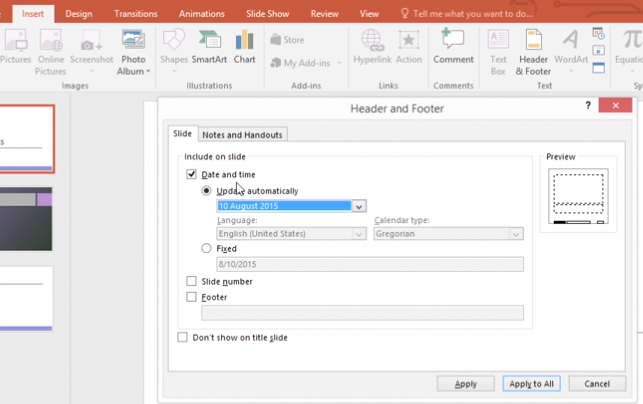 Insert Design Transitions Animations Slide Show Review View Tell me what you want to do...
Pictures Online Pictures Screenshot Photo Album Shapes SmartArt Chart Store My Add-ins Hyperlink Action Comment Text Box Header & Footer WordArt
Images Illustrations Add-ins Links Comments Text
Header and Footer ?
Slide Notes and Handouts
Include on slide Preview
Date and time
Update automatically
10 August 2015
Language: Calendar type:
English (United States) Gregorian
Fixed
8/10/2015
Slide number
Footer
Don't show on title slide
Apply Apply to All Cancel